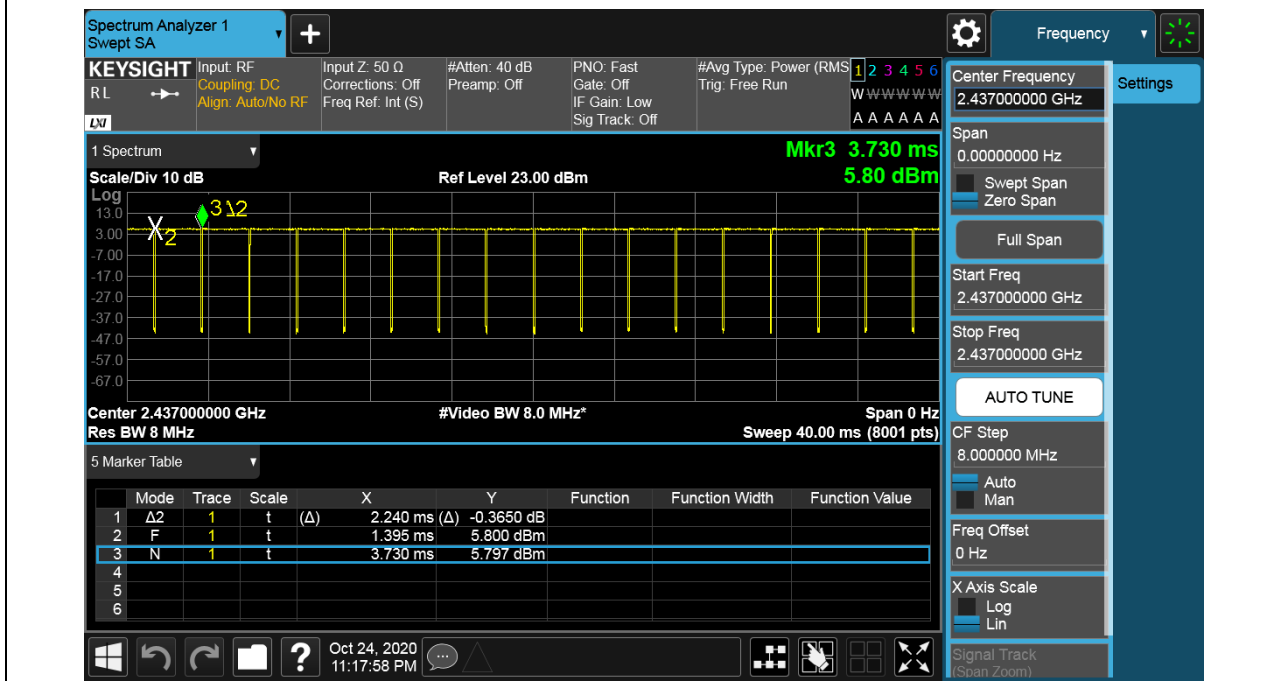 Spectrum Analyzer 1
Swept SA
+
Frequency
KEYSIGHT
RL
LXI
Input: RF
Coupling: DC
Align: Auto/No RF
Input Z: 50 Ω
Corrections: Off
Freq Ref: Int (S)
#Atten: 40 dB
Preamp: Off
PNO: Fast
Gate: Off
IF Gain: Low
Sig Track: Off
#Avg Type: Power (RMS
Trig: Free Run
1 2 3 4 5 6
W W W W W W
A A A A A A
1 Spectrum
Mkr3 3.730 ms
5.80 dBm
Scale/Div 10 dB
Ref Level 23.00 dBm
Log
13.0
3.00
-7.00
-17.0
-27.0
-37.0
-47.0
-57.0
-67.0
X2
3Δ2
Center 2.437000000 GHz
#Video BW 8.0 MHz*
Span 0 Hz
Res BW 8 MHz
Sweep 40.00 ms (8001 pts)
5 Marker Table
Mode Trace Scale X Y Function Function Width Function Value
1 Δ2 1 t (Δ) 2.240 ms (Δ) -0.3650 dB
2 F 1 t 1.395 ms 5.800 dBm
3 N 1 t 3.730 ms 5.797 dBm
4
5
6
?
Oct 24, 2020
11:17:58 PM
Center Frequency
2.437000000 GHz
Settings
Span
0.00000000 Hz
Swept Span
Zero Span
Full Span
Start Freq
2.437000000 GHz
Stop Freq
2.437000000 GHz
AUTO TUNE
CF Step
8.000000 MHz
Auto
Man
Freq Offset
0 Hz
X Axis Scale
Log
Lin
Signal Track
(Span Zoom)